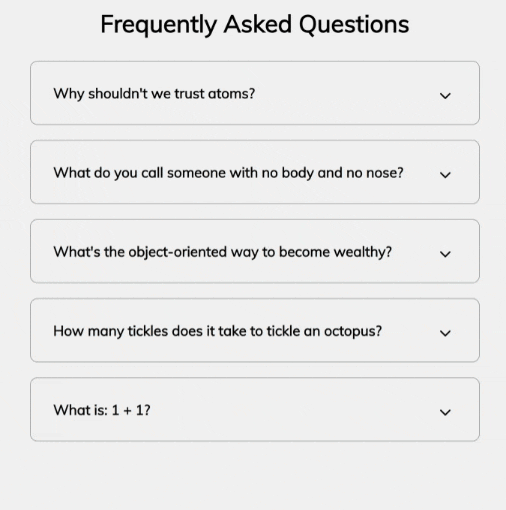 Frequently Asked Questions
Why shouldn't we trust atoms?
What do you call someone with no body and no nose?
What's the object-oriented way to become wealthy?
How many tickles does it take to tickle an octopus?
What is: 1 + 1?